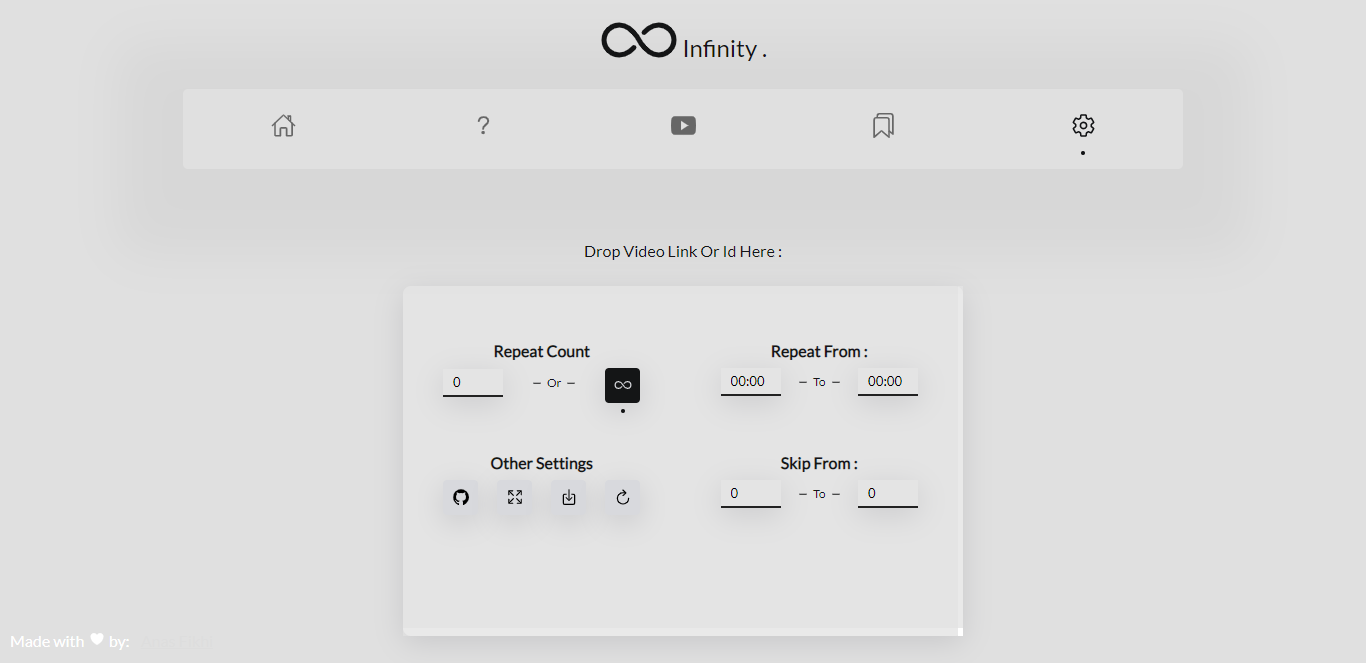 Infinity .
?
Drop Video Link Or Id Here :
Repeat Count
Repeat From :
0
– Or –
00:00
– To –
00:00
Other Settings
Skip From :
0
– To –
0
Made with by: